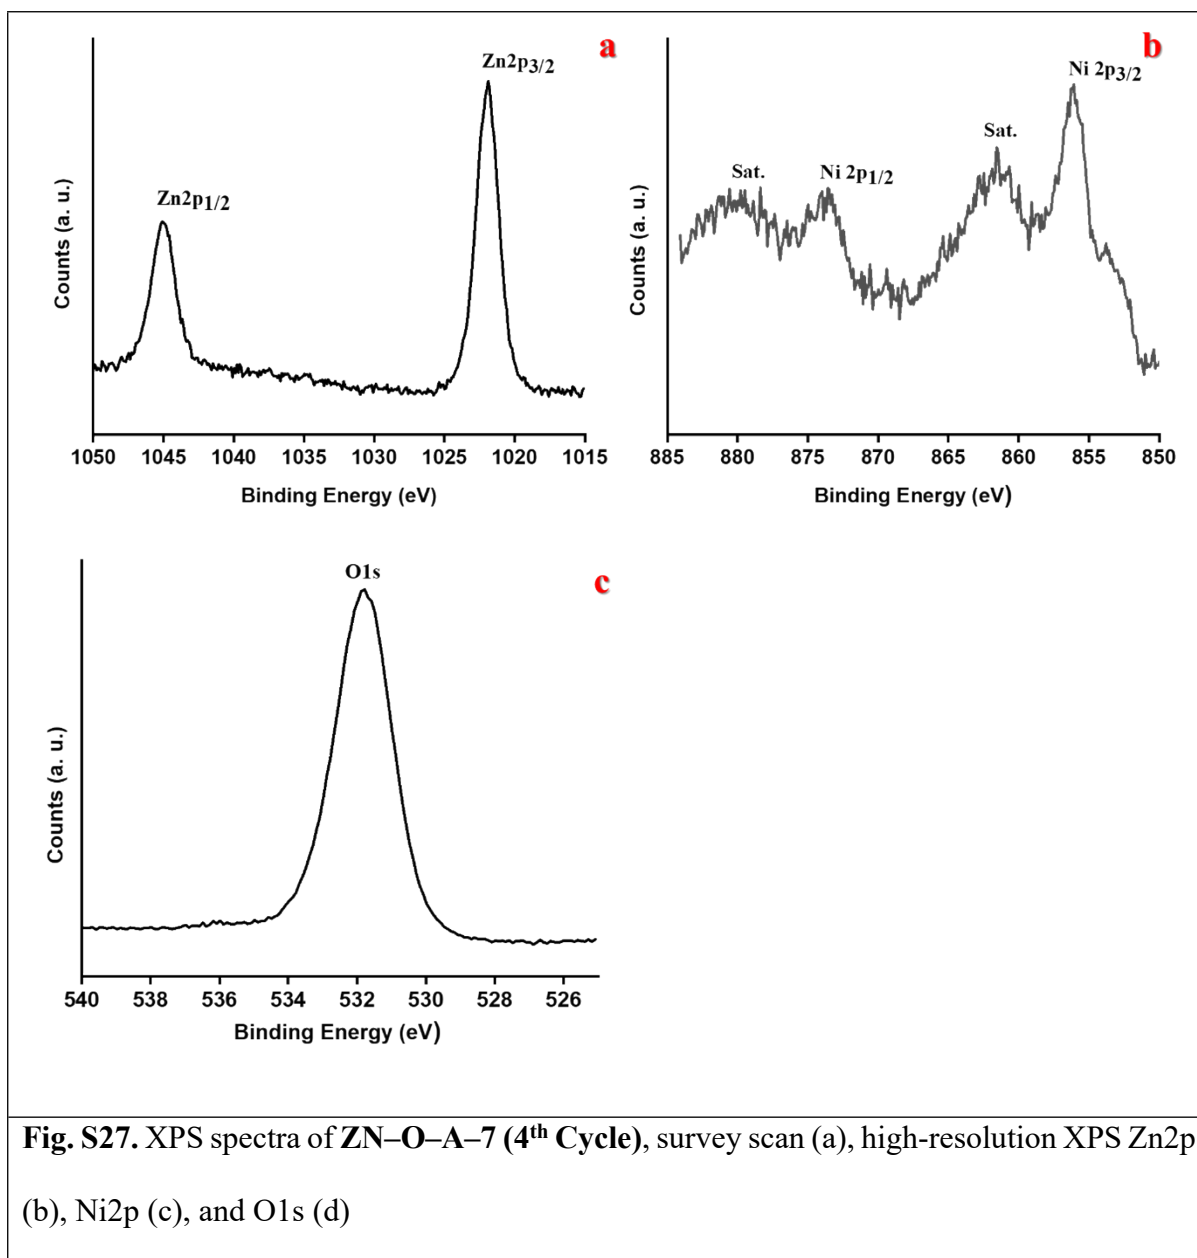 a
Zn2p3/2
Zn2p1/2
Counts (a. u.)
1050 1045 1040 1035 1030 1025 1020 1015
Binding Energy (eV)
b
Ni 2p3/2
Sat.
Sat.
Ni 2p1/2
Counts (a. u.)
885 880 875 870 865 860 855 850
Binding Energy (eV)
c
O1s
Counts (a. u.)
540 538 536 534 532 530 528 526
Binding Energy (eV)
Fig. S27. XPS spectra of ZN–O–A–7 (4th Cycle), survey scan (a), high-resolution XPS Zn2p
(b), Ni2p (c), and O1s (d)